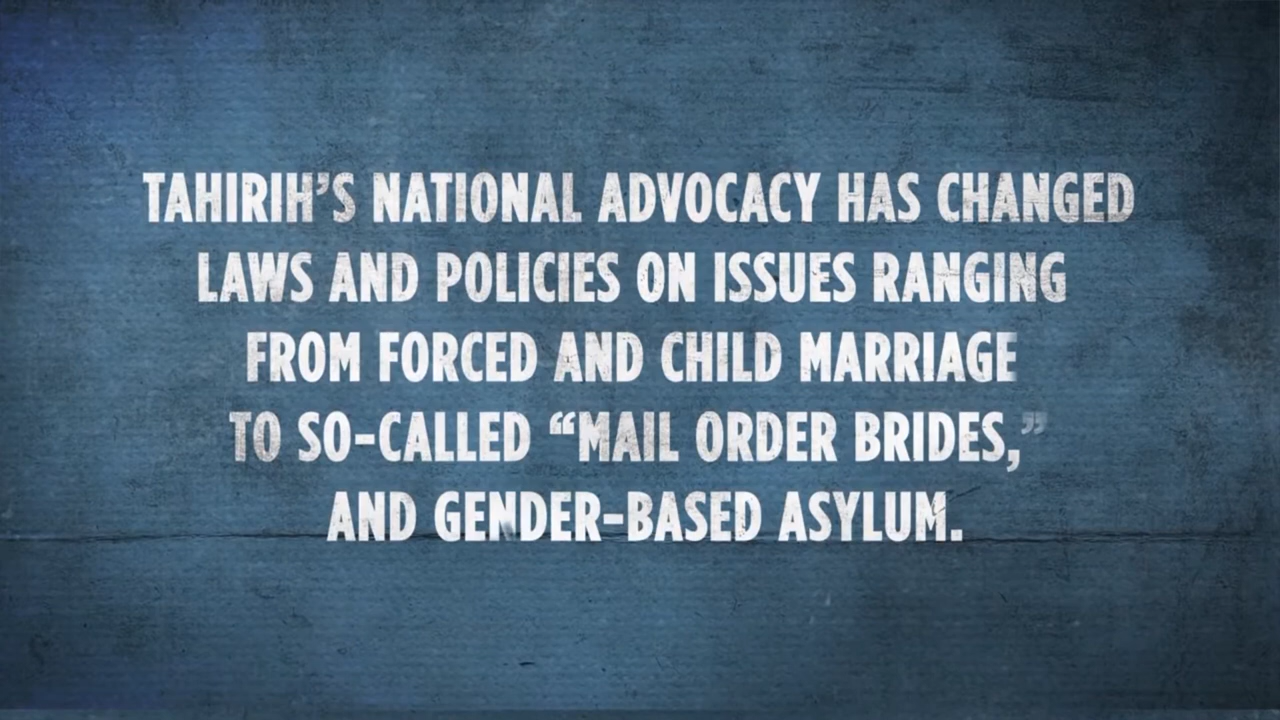 TAHIRIH’S NATIONAL ADVOCACY HAS CHANGED
LAWS AND POLICIES ON ISSUES RANGING
FROM FORCED AND CHILD MARRIAGE
TO SO-CALLED “MAIL ORDER BRIDES,”
AND GENDER-BASED ASYLUM.